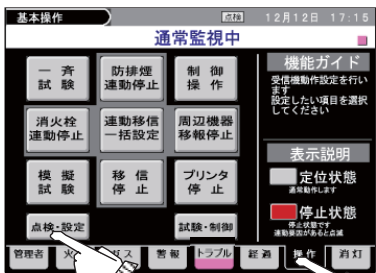 基本操作 点検 12月12日 17:15
通常監視中
一斉
試験
防排煙
連動停止
制御
操作
消火栓
連動停止
連動移信
一括設定
周辺機器
移報停止
模擬
試験
移信
停止
プリンタ
停止
点検・設定
試験・制御
機能ガイド
受信機動作設定を行い
ます
設定したい項目を選択
してください
表示説明
定位状態
通常動作します
停止状態
停止状態です
連動要因があると点滅
管理者 火 ガス 警報 トラブル 経過 操作 消灯